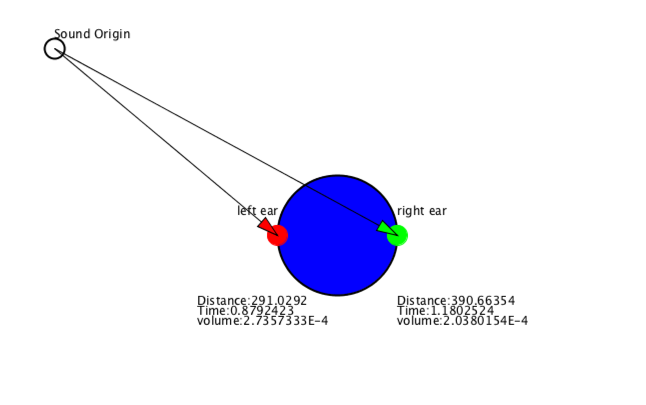 Sound Origin
left ear
right ear
Distance:291.0292
Time:0.8792423
volume:2.7357333E-4
Distance:390.66354
Time:1.1802524
volume:2.0380154E-4